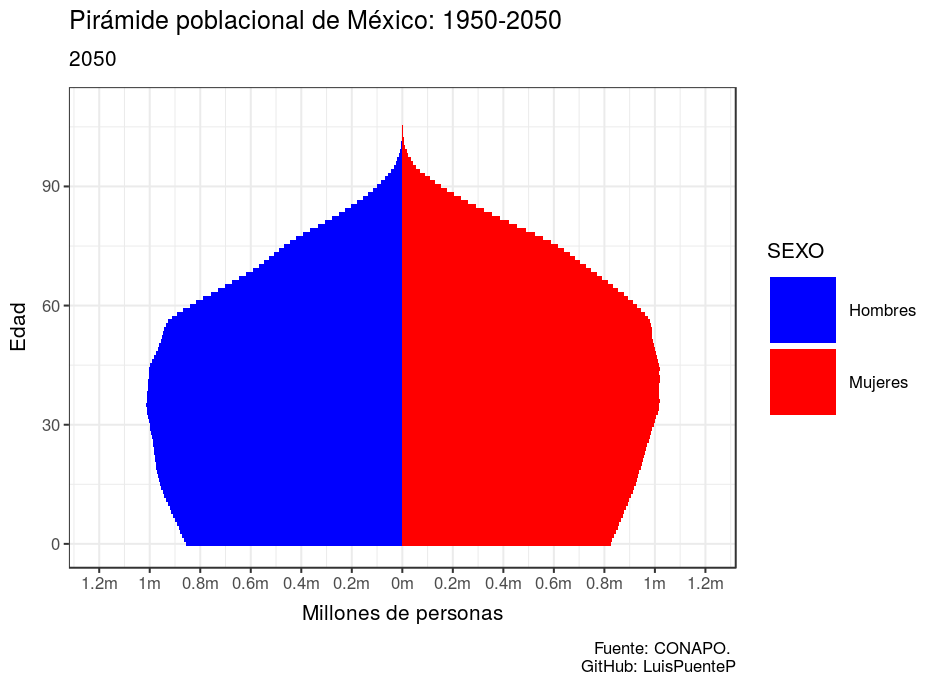 Pirámide poblacional de México: 1950-2050
2050
Edad
90
60
30
0
1.2m 1m 0.8m 0.6m 0.4m 0.2m 0m 0.2m 0.4m 0.6m 0.8m 1m 1.2m
Millones de personas
SEXO
Hombres
Mujeres
Fuente: CONAPO.
GitHub: LuisPuenteP